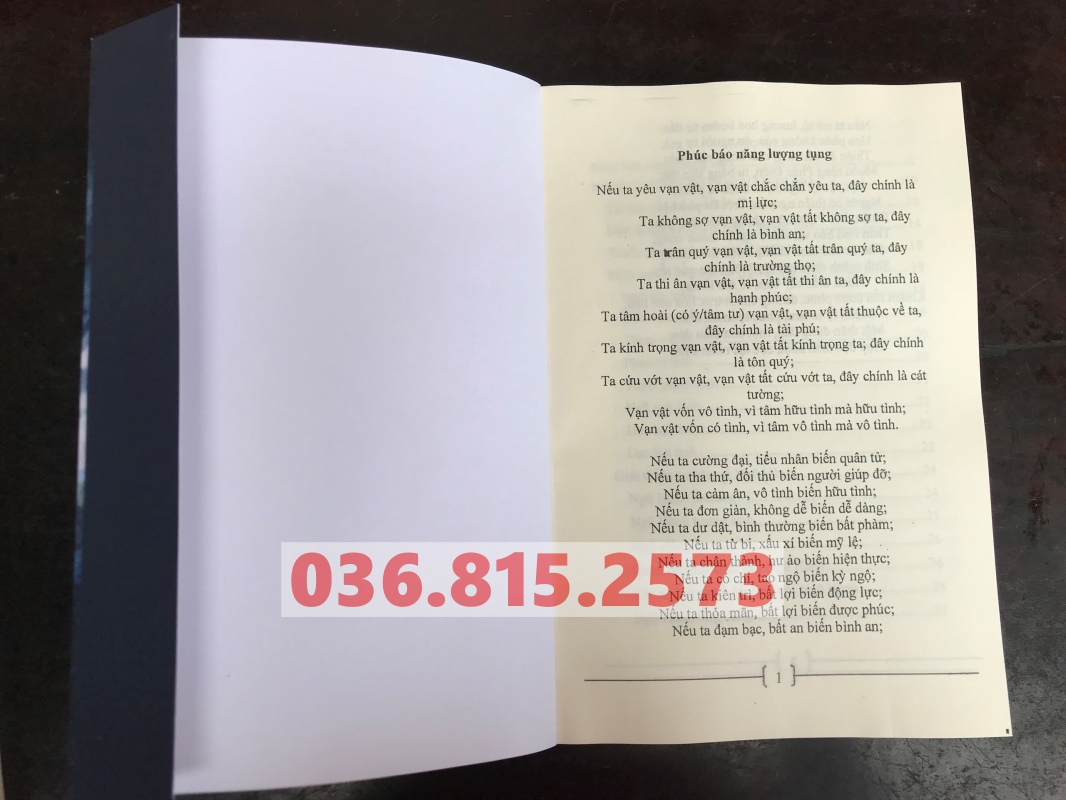 Phúc báo năng lượng tụng
Nếu ta yêu vạn vật, vạn vật chắc chắn yêu ta, đây chính là
mị lực;
Ta không sợ vạn vật, vạn vật tất không sợ ta, đây
chính là bình an;
Ta trân quý vạn vật, vạn vật tất trân quý ta, đây
chính là trường thọ;
Ta thi ân vạn vật, vạn vật tất thi ân ta, đây chính là
hạnh phúc;
Ta tâm hoài (có ý/tâm tư) vạn vật, vạn vật tất thuộc về ta,
đây chính là tài phú;
Ta kính trọng vạn vật, vạn vật tất kính trọng ta; đây chính
là tôn quý;
Ta cứu vớt vạn vật, vạn vật tất cứu vớt ta, đây chính là cát
tường;
Vạn vật vốn vô tình, vì tâm hữu tình mà hữu tình;
Vạn vật vốn có tình, vì tâm vô tình mà vô tình.
Nếu ta cường đại, tiểu nhân biến quân tử;
Nếu ta tha thứ, đối thủ biến người giúp đỡ;
Nếu ta cảm ân, vô tình biến hữu tình;
Nếu ta đơn giản, không dễ biến dễ dàng;
Nếu ta dư dật, bình thường biến bất phàm;
Nếu ta từ bi, xấu xí biến mỹ lệ;
Nếu ta chân thành, hư ảo biến hiện thực;
Nếu ta có chí, tao ngộ biến kỳ ngộ;
Nếu ta kiên trì, bất lợi biến động lực;
Nếu ta thỏa mãn, bất lợi biến được phúc;
Nếu ta đạm bạc, bất an biến bình an;
036.815.2573
1